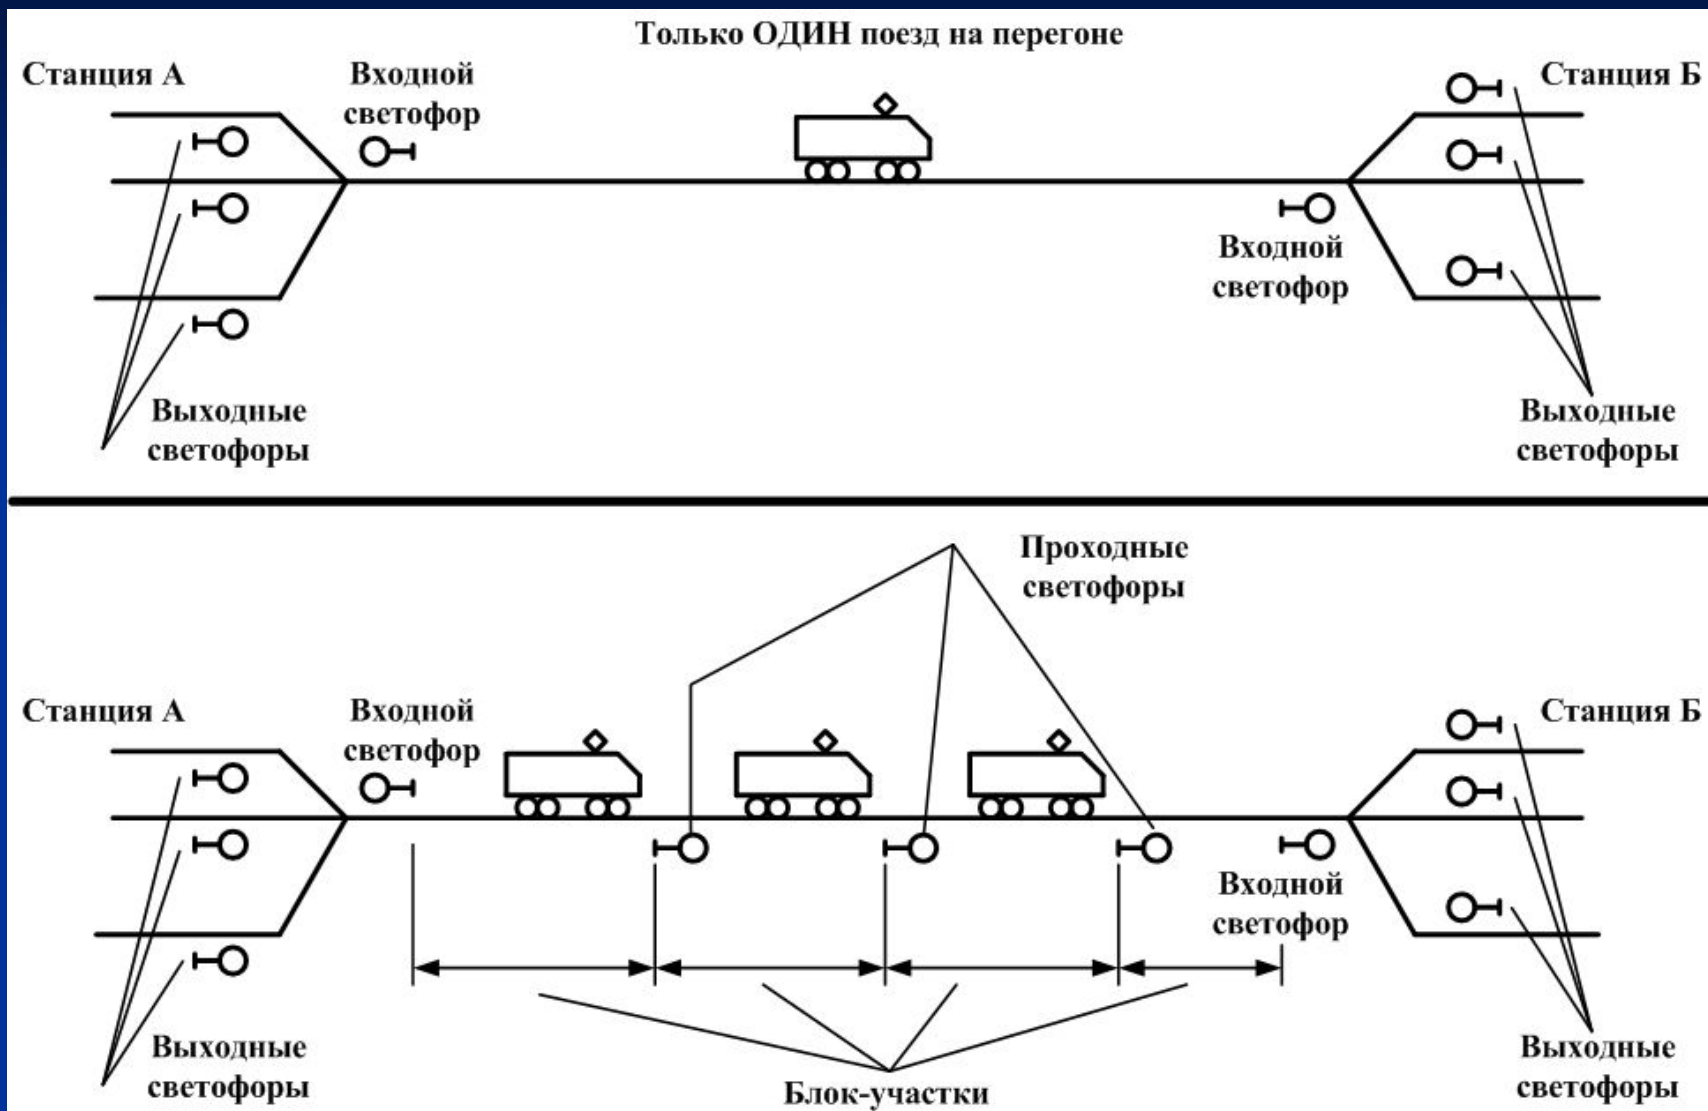 Только ОДИН поезд на перегоне
Станция А
Входной
светофор
Станция Б
Входной
светофор
Выходные
светофоры
Выходные
светофоры
Проходные
светофоры
Станция А
Входной
светофор
Станция Б
Входной
светофор
Выходные
светофоры
Блок-участки
Выходные
светофоры